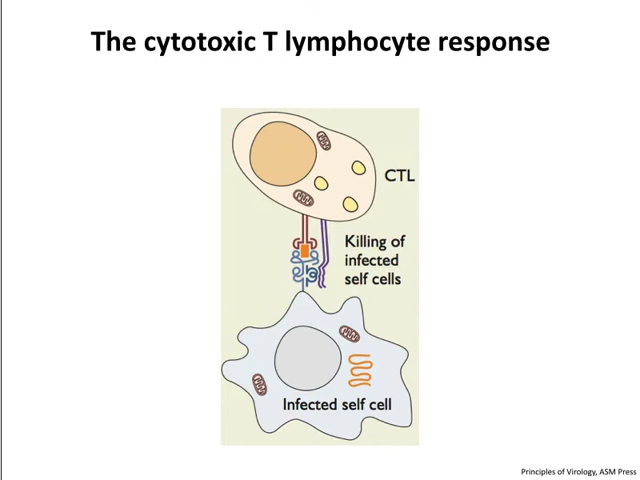 The cytotoxic T lymphocyte response
CTL
Killing of
infected
self cells
Infected self cell
Principles of Virology, ASM Press